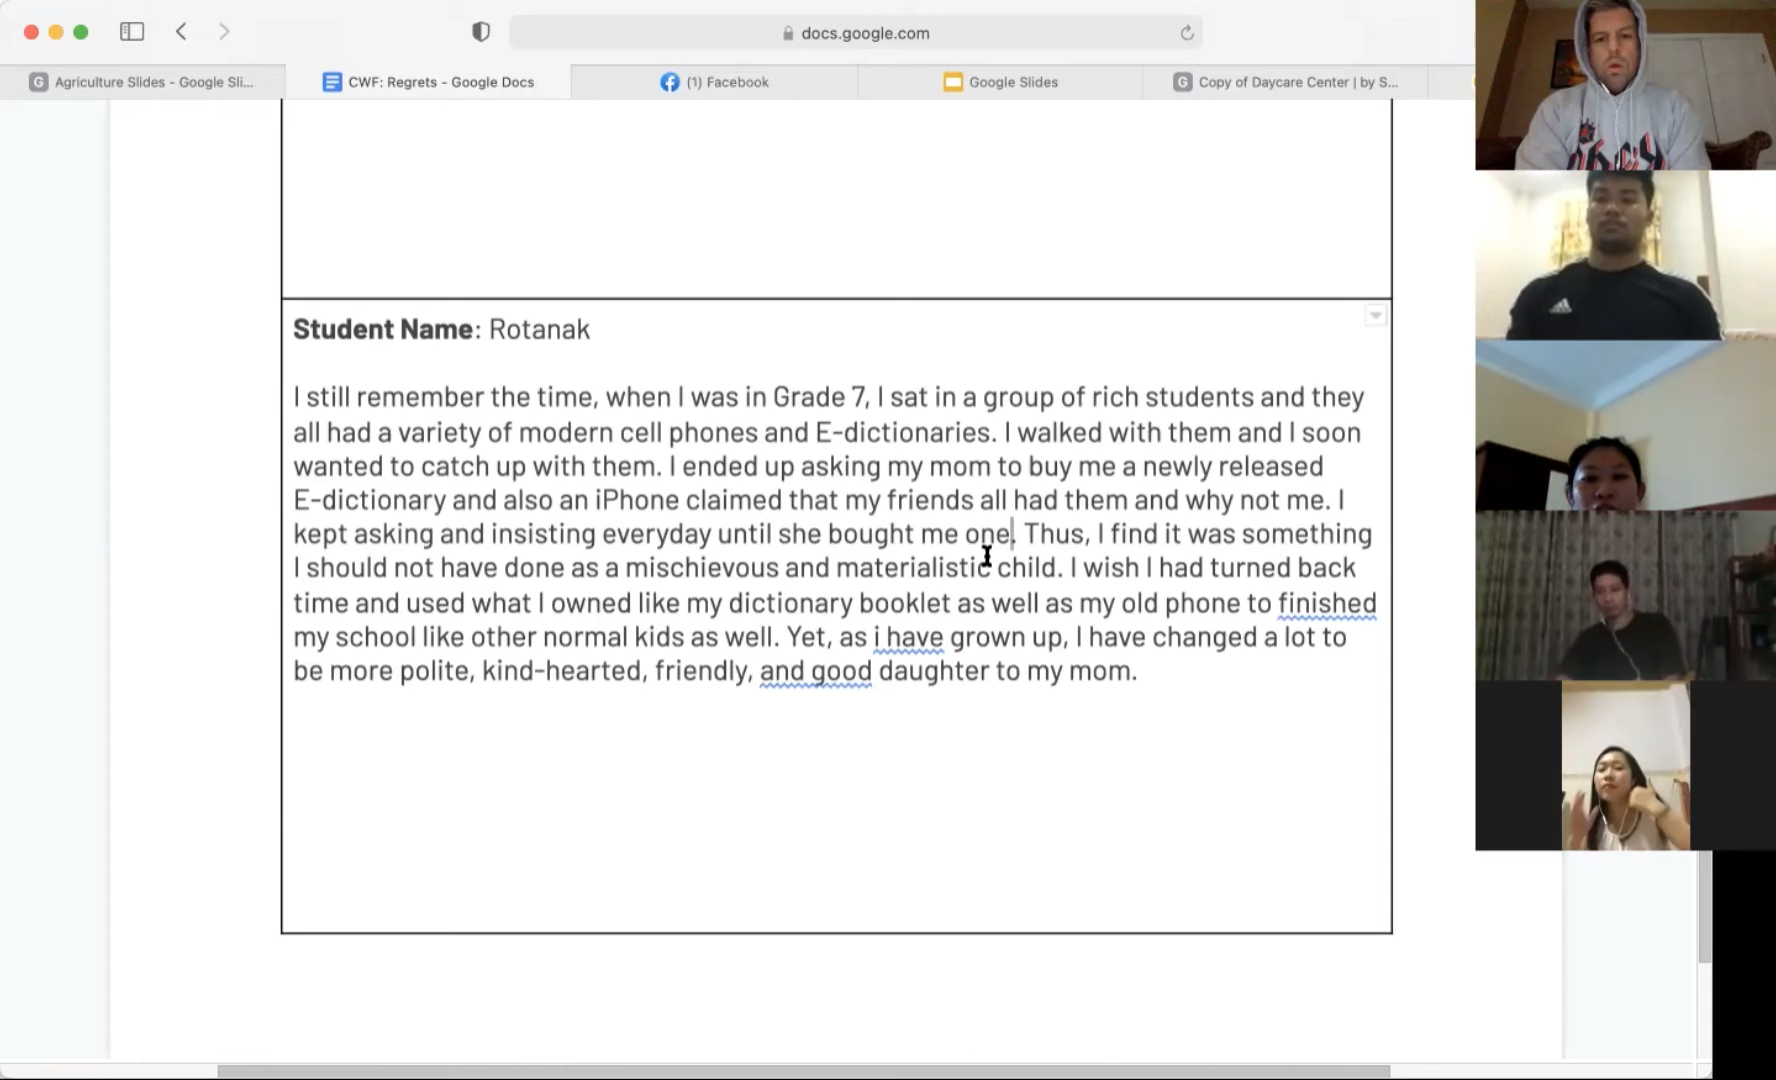 docs.google.com
Agriculture Slides - Google Sli...
CWF: Regrets - Google Docs
(1) Facebook
Google Slides
Copy of Daycare Center | by S...
Student Name: Rotanak
I still remember the time, when I was in Grade 7, I sat in a group of rich students and they
all had a variety of modern cell phones and E-dictionaries. I walked with them and I soon
wanted to catch up with them. I ended up asking my mom to buy me a newly released
E-dictionary and also an iPhone claimed that my friends all had them and why not me. I
kept asking and insisting everyday until she bought me one. Thus, I find it was something
I should not have done as a mischievous and materialistic child. I wish I had turned back
time and used what I owned like my dictionary booklet as well as my old phone to finished
my school like other normal kids as well. Yet, as i have grown up, I have changed a lot to
be more polite, kind-hearted, friendly, and good daughter to my mom.